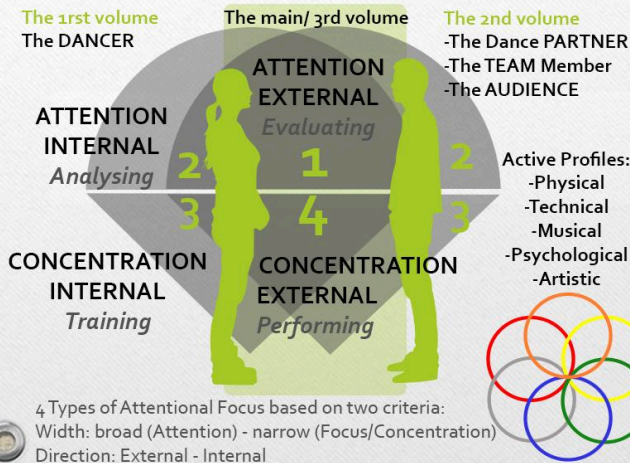 The 1rst volume
The DANCER
The main/ 3rd volume
The 2nd volume
-The Dance PARTNER
-The TEAM Member
-The AUDIENCE
ATTENTION
EXTERNAL
Evaluating
ATTENTION
INTERNAL
Analysing
2
1
2
3
4
3
Active Profiles:
-Physical
-Technical
-Musical
-Psychological
-Artistic
CONCENTRATION
INTERNAL
Training
CONCENTRATION
EXTERNAL
Performing
4 Types of Attentional Focus based on two criteria:
Width: broad (Attention) - narrow (Focus/Concentration)
Direction: External - Internal